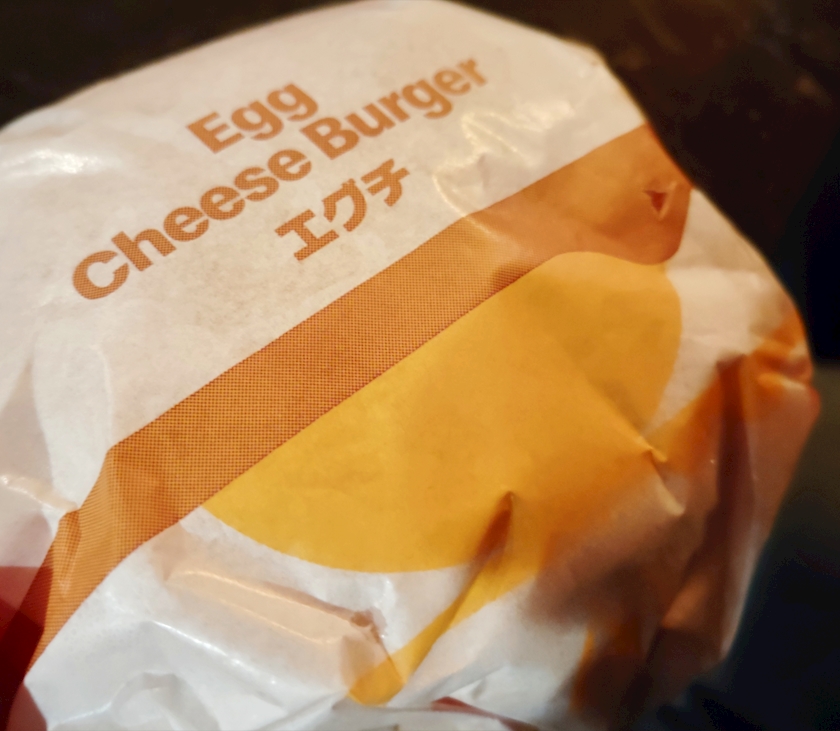 Egg
Cheese Burger
エグチ